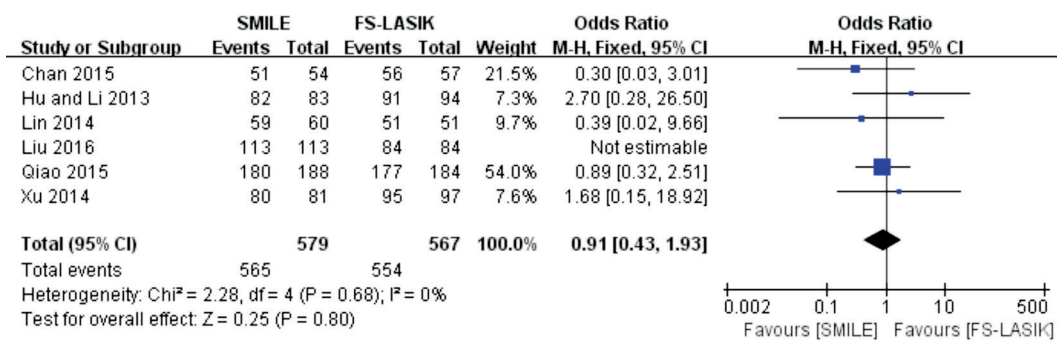 SMILE FS-LASIK Odds Ratio Odds Ratio
Study or Subgroup Events Total Events Total Weight M-H, Fixed, 95% CI M-H, Fixed, 95% CI
Chan 2015 51 54 56 57 21.5% 0.30 [0.03, 3.01]
Hu and Li 2013 82 83 91 94 7.3% 2.70 [0.28, 26.50]
Lin 2014 59 60 51 51 9.7% 0.39 [0.02, 9.66]
Liu 2016 113 113 84 84 Not estimable
Qiao 2015 180 188 177 184 54.0% 0.89 [0.32, 2.51]
Xu 2014 80 81 95 97 7.6% 1.68 [0.15, 18.92]
Total (95% CI) 579 567 100.0% 0.91 [0.43, 1.93]
Total events 565 554
Heterogeneity: Chi² = 2.28, df = 4 (P = 0.68); I² = 0%
Test for overall effect: Z = 0.25 (P = 0.80)
0.002 0.1 1 10 500
Favours [SMILE] Favours [FS-LASIK]